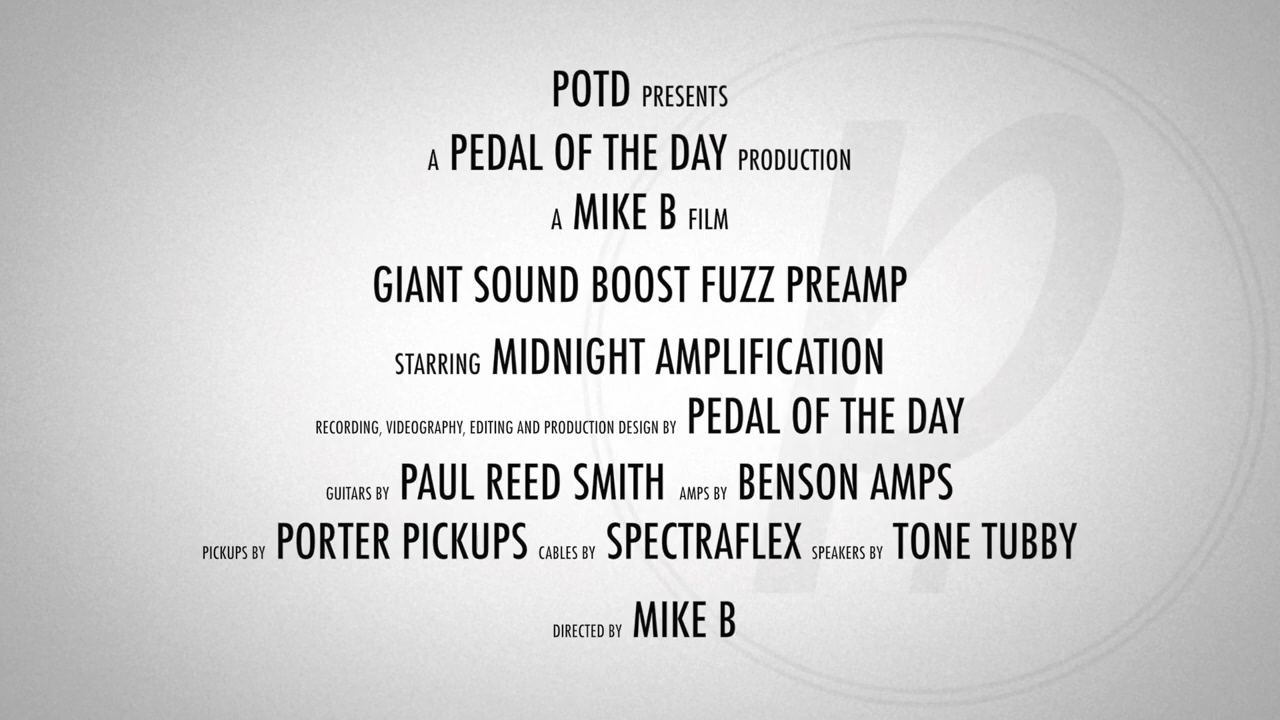 POTD PRESENTS
A PEDAL OF THE DAY PRODUCTION
A MIKE B FILM
GIANT SOUND BOOST FUZZ PREAMP
STARRING MIDNIGHT AMPLIFICATION
RECORDING, VIDEOGRAPHY, EDITING AND PRODUCTION DESIGN BY PEDAL OF THE DAY
GUITARS BY PAUL REED SMITH AMPS BY BENSON AMPS
PICKUPS BY PORTER PICKUPS CABLES BY SPECTRAFLEX SPEAKERS BY TONE TUBBY
DIRECTED BY MIKE B